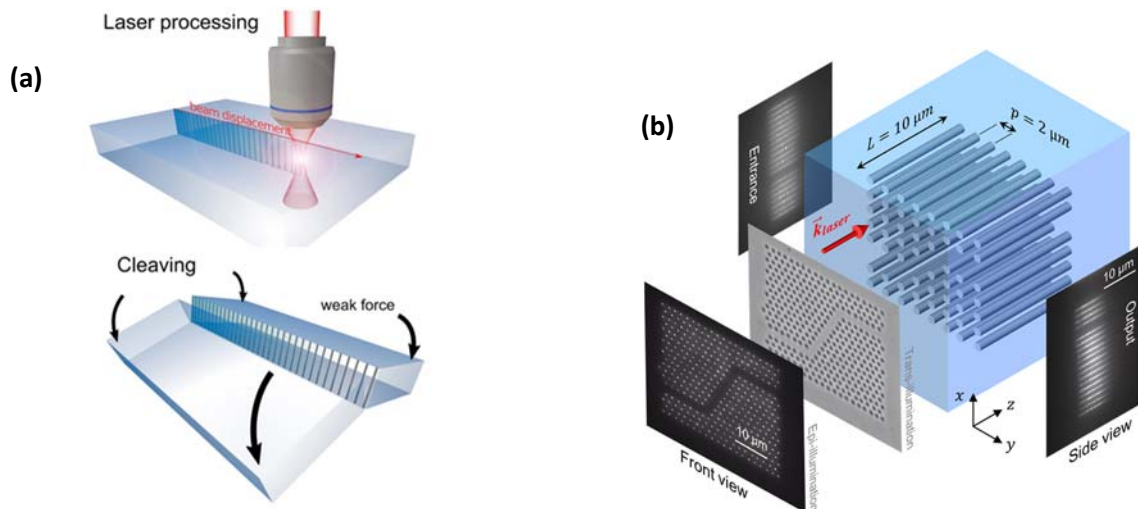 Laser processing
(a)
beam displacement
Cleaving
weak force
(b)
L = 10 μm
p = 2 μm
Entrance
k⃗laser
10 μm
Output
Trans-illumination
x
z
y
Side view
10 μm
Epi-illumination
Front view